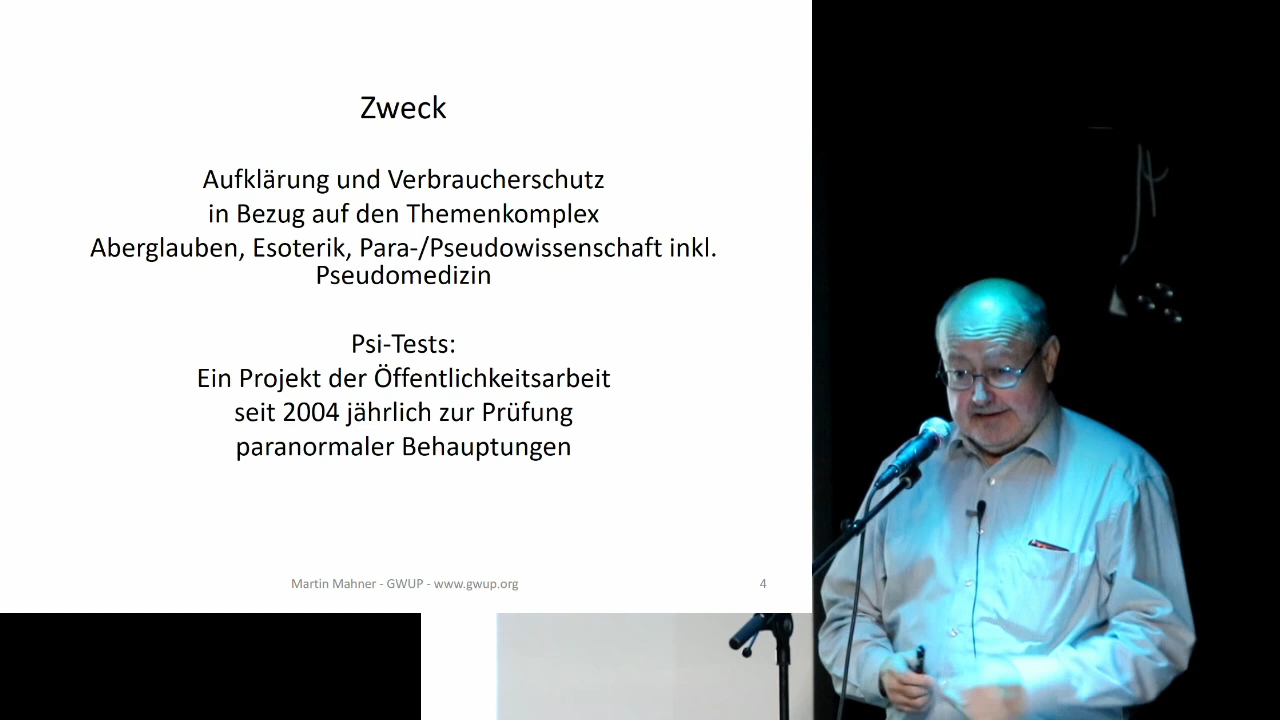 Zweck
Aufklärung und Verbraucherschutz
in Bezug auf den Themenkomplex
Aberglauben, Esoterik, Para-/Pseudowissenschaft inkl.
Pseudomedizin
Psi-Tests:
Ein Projekt der Öffentlichkeitsarbeit
seit 2004 jährlich zur Prüfung
paranormaler Behauptungen
Martin Mahner - GWUP - www.gwup.org
4